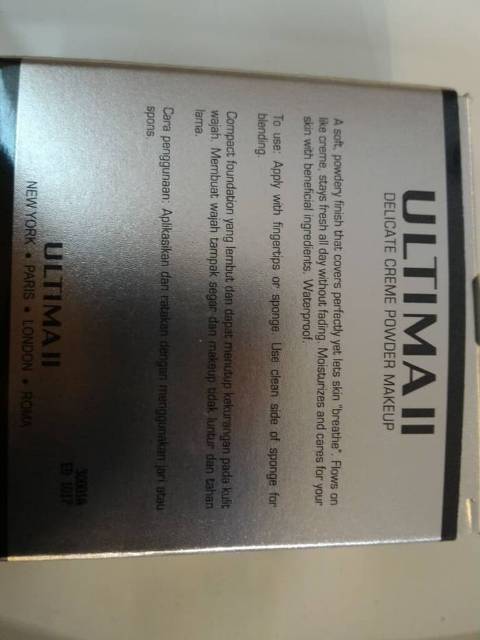 ULTIMA II
DELICATE CREME POWDER MAKEUP
A soft, powdery finish that covers perfectly yet lets skin "breathe". Flows on
like creme, stays fresh all day without fading. Moisturizes and cares for your
skin with beneficial ingredients. Waterproof.
To use: Apply with fingertips or sponge. Use clean side of sponge for
blending.
Compact foundation yang lembut dan dapat menutup kekurangan pada kulit
wajah. Membuat wajah tampak segar dan makeup tidak luntur dan tahan
lama.
Cara penggunaan: Aplikasikan dan ratakan dengan menggunakan jari atau
spons.
ULTIMA II
NEW YORK • PARIS • LONDON • ROMA